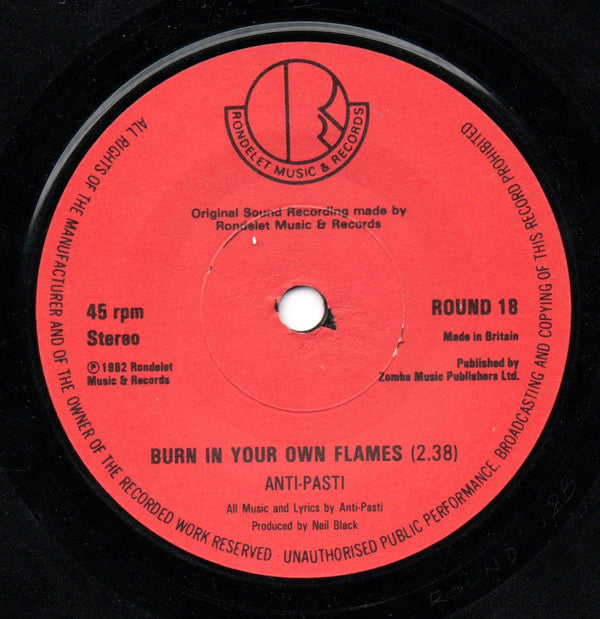 RONDELET MUSIC & RECORDS
Original Sound Recording made by
Rondelet Music & Records
45 rpm
Stereo
ROUND 18
Made in Britain
℗ 1982 Rondelet
Music & Records
Published by
Zomba Music Publishers Ltd.
BURN IN YOUR OWN FLAMES (2.38)
ANTI-PASTI
All Music and Lyrics by Anti-Pasti
Produced by Neil Black
ALL RIGHTS OF THE MANUFACTURER AND OF THE OWNER OF THE RECORDED WORK RESERVED · UNAUTHORISED PUBLIC PERFORMANCE, BROADCASTING AND COPYING OF THIS RECORD PROHIBITED
ROUND